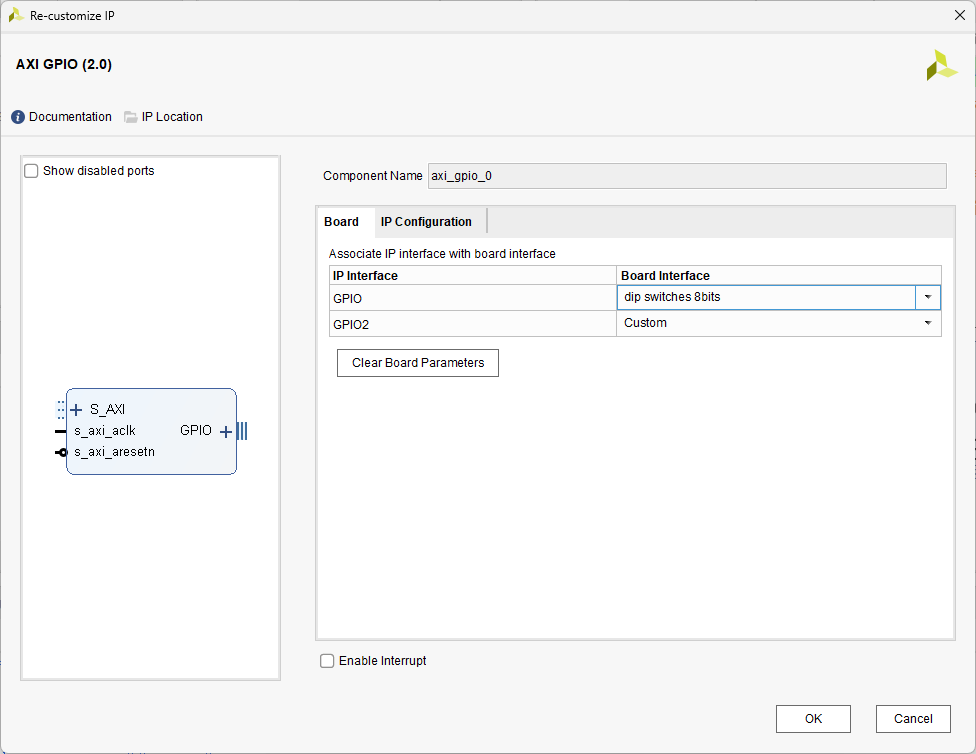 Re-customize IP
AXI GPIO (2.0)
i Documentation IP Location
Show disabled ports
S_AXI
s_axi_aclk
s_axi_aresetn
GPIO
Component Name axi_gpio_0
Board IP Configuration
Associate IP interface with board interface
IP Interface Board Interface
GPIO dip switches 8bits
GPIO2 Custom
Clear Board Parameters
Enable Interrupt
OK Cancel